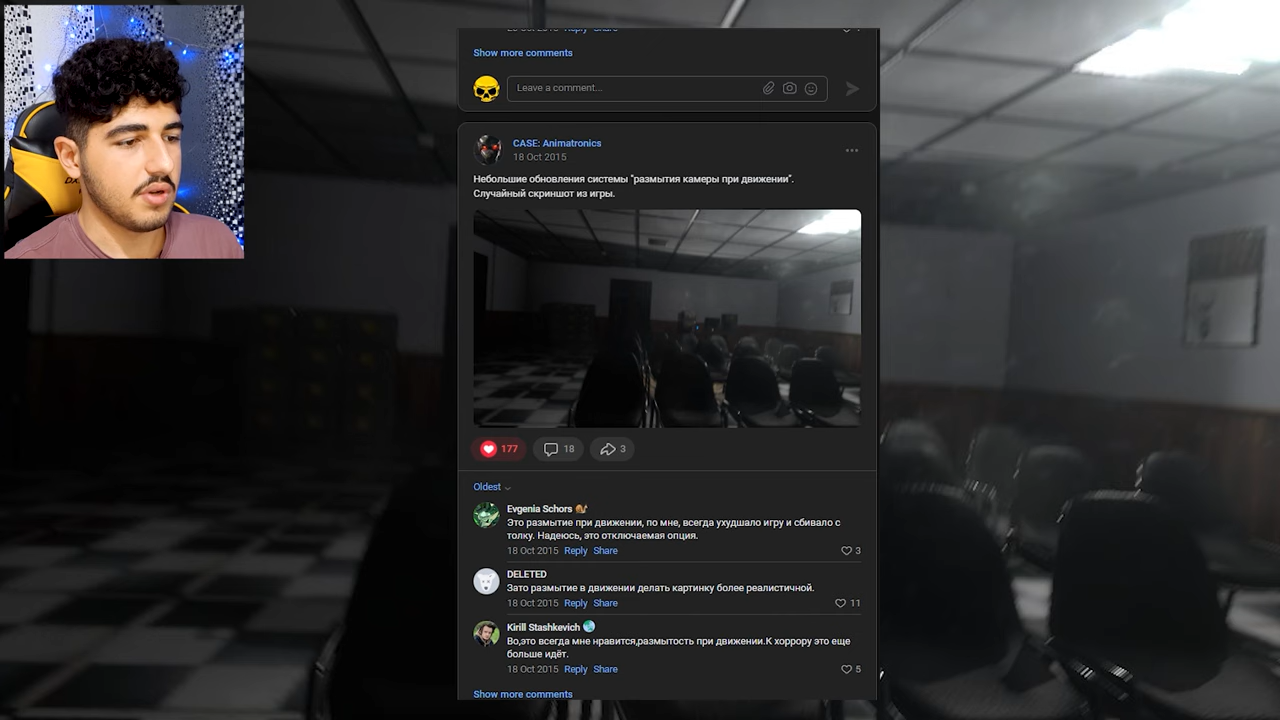 Reply Share
Show more comments
Leave a comment...
CASE: Animatronics
18 Oct 2015
Небольшие обновления системы "размытия камеры при движении".
Случайный скриншот из игры.
177
18
3
Oldest
Evgenia Schors
Это размытие при движении, по мне, всегда ухудшало игру и сбивало с
толку. Надеюсь, это отключаемая опция.
18 Oct 2015 Reply Share
3
DELETED
Зато размытие в движении делать картинку более реалистичной.
18 Oct 2015 Reply Share
11
Kirill Stashkevich
Во,это всегда мне нравится,размытость при движении.К хоррору это еще
больше идёт.
18 Oct 2015 Reply Share
5
Show more comments